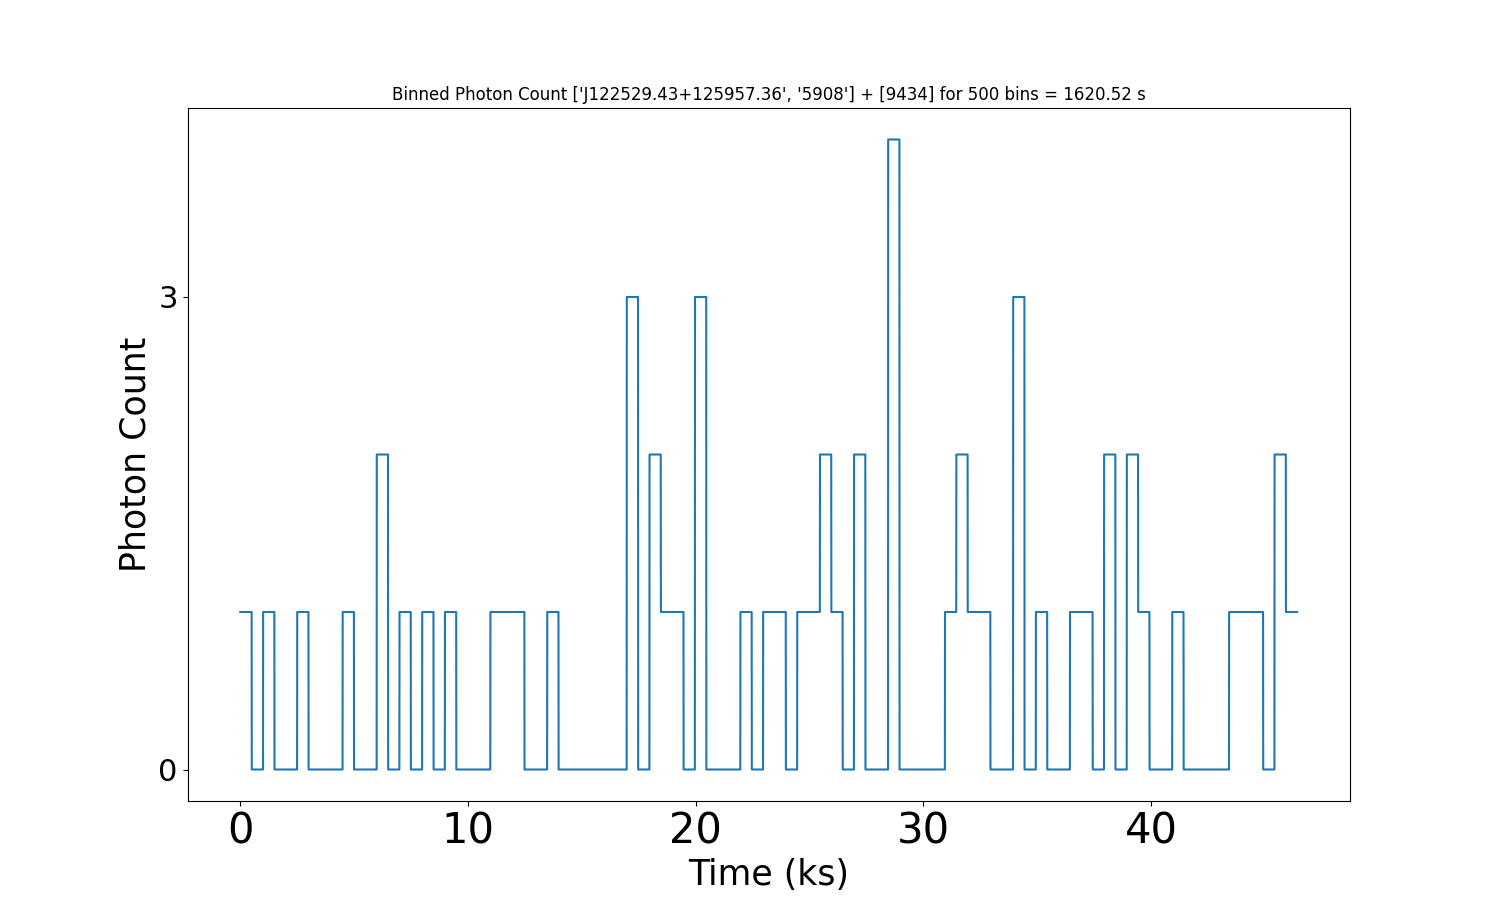 Binned Photon Count ['J122529.43+125957.36', '5908'] + [9434] for 500 bins = 1620.52 s
3
0
Photon Count
0 10 20 30 40
Time (ks)